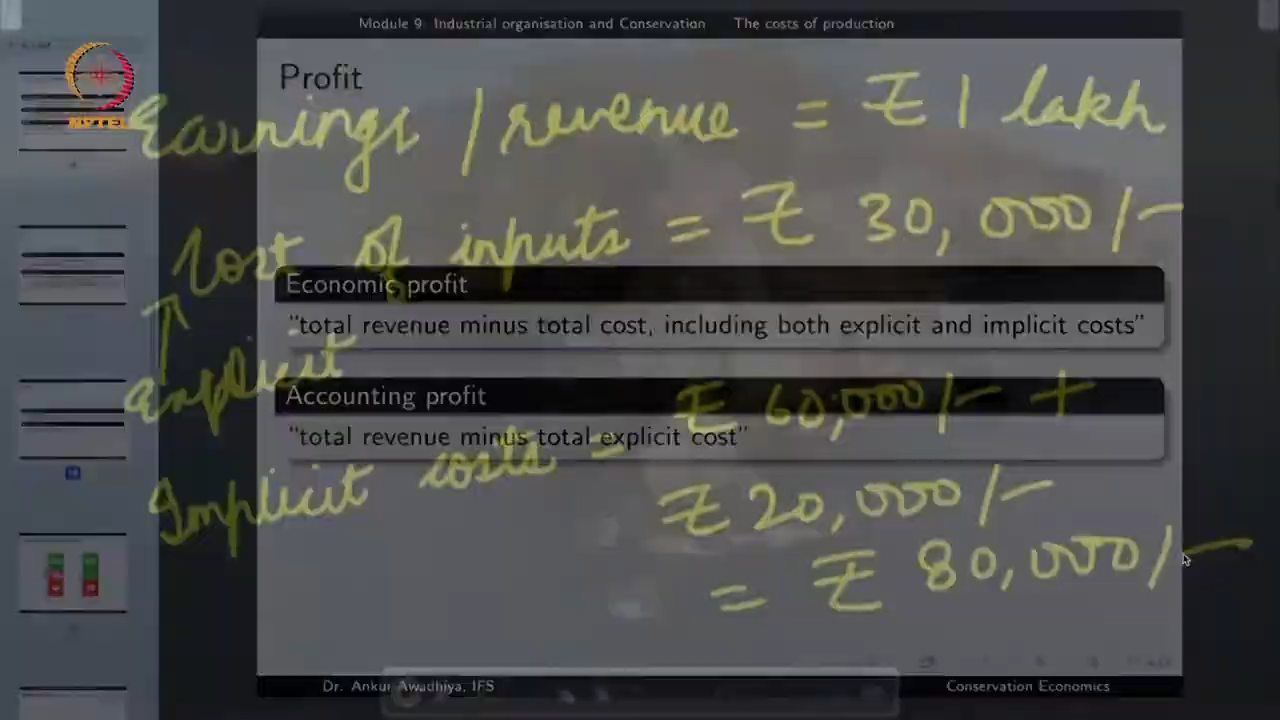 Module 9: Industrial organisation and Conservation The costs of production
NPTEL
Profit
Earnings / revenue = ₹ 1 lakh
Cost of inputs = ₹ 30,000/-
Economic profit
"total revenue minus total cost, including both explicit and implicit costs"
Explicit
Accounting profit
"total revenue minus total explicit cost"
Implicit costs = ₹ 60,000/- +
₹ 20,000/-
= ₹ 80,000/-
Dr. Ankur Awadhiya, IFS Conservation Economics